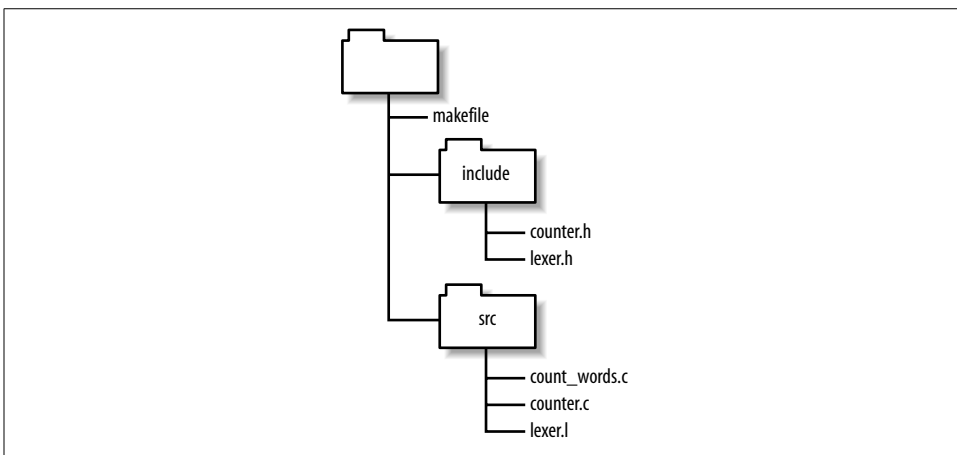 makefile
include
counter.h
lexer.h
src
count_words.c
counter.c
lexer.l